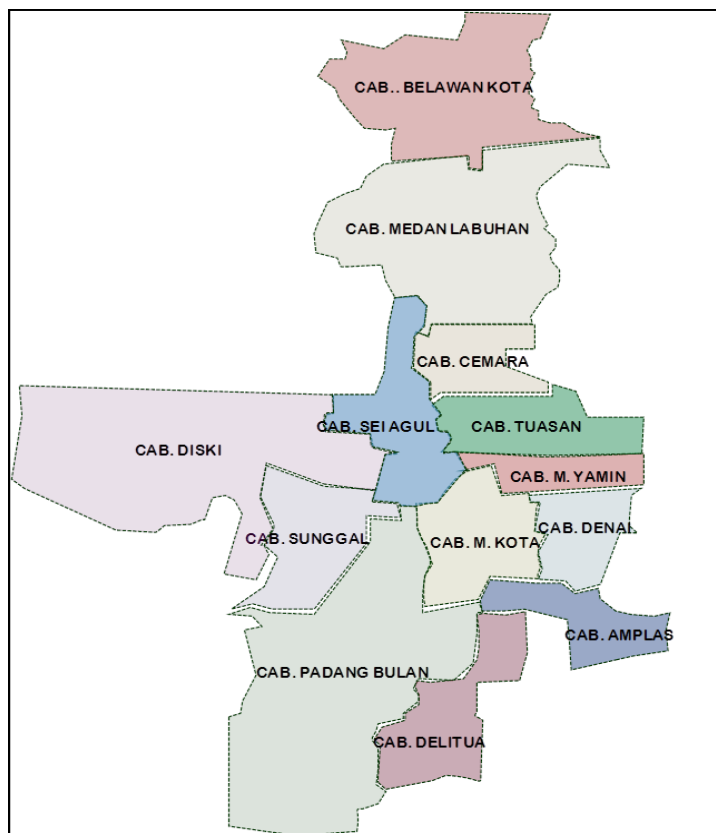 CAB.. BELAWAN KOTA
CAB. MEDAN LABUHAN
CAB. CEMARA
CAB. SEI AGUL
CAB. TUASAN
CAB. DISKI
CAB. M. YAMIN
CAB. DENAI
CAB. SUNGGAL
CAB. M. KOTA
CAB. AMPLAS
CAB. PADANG BULAN
CAB. DELITUA